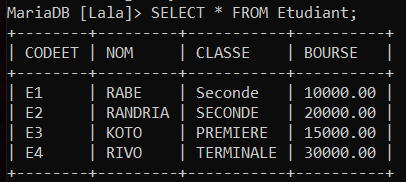 MariaDB [Lala]> SELECT * FROM Etudiant;
+--------+---------+-----------+----------+
| CODEET | NOM     | CLASSE    | BOURSE   |
+--------+---------+-----------+----------+
| E1     | RABE    | Seconde   | 10000.00 |
| E2     | RANDRIA | SECONDE   | 20000.00 |
| E3     | KOTO    | PREMIERE  | 15000.00 |
| E4     | RIVO    | TERMINALE | 30000.00 |
+--------+---------+-----------+----------+